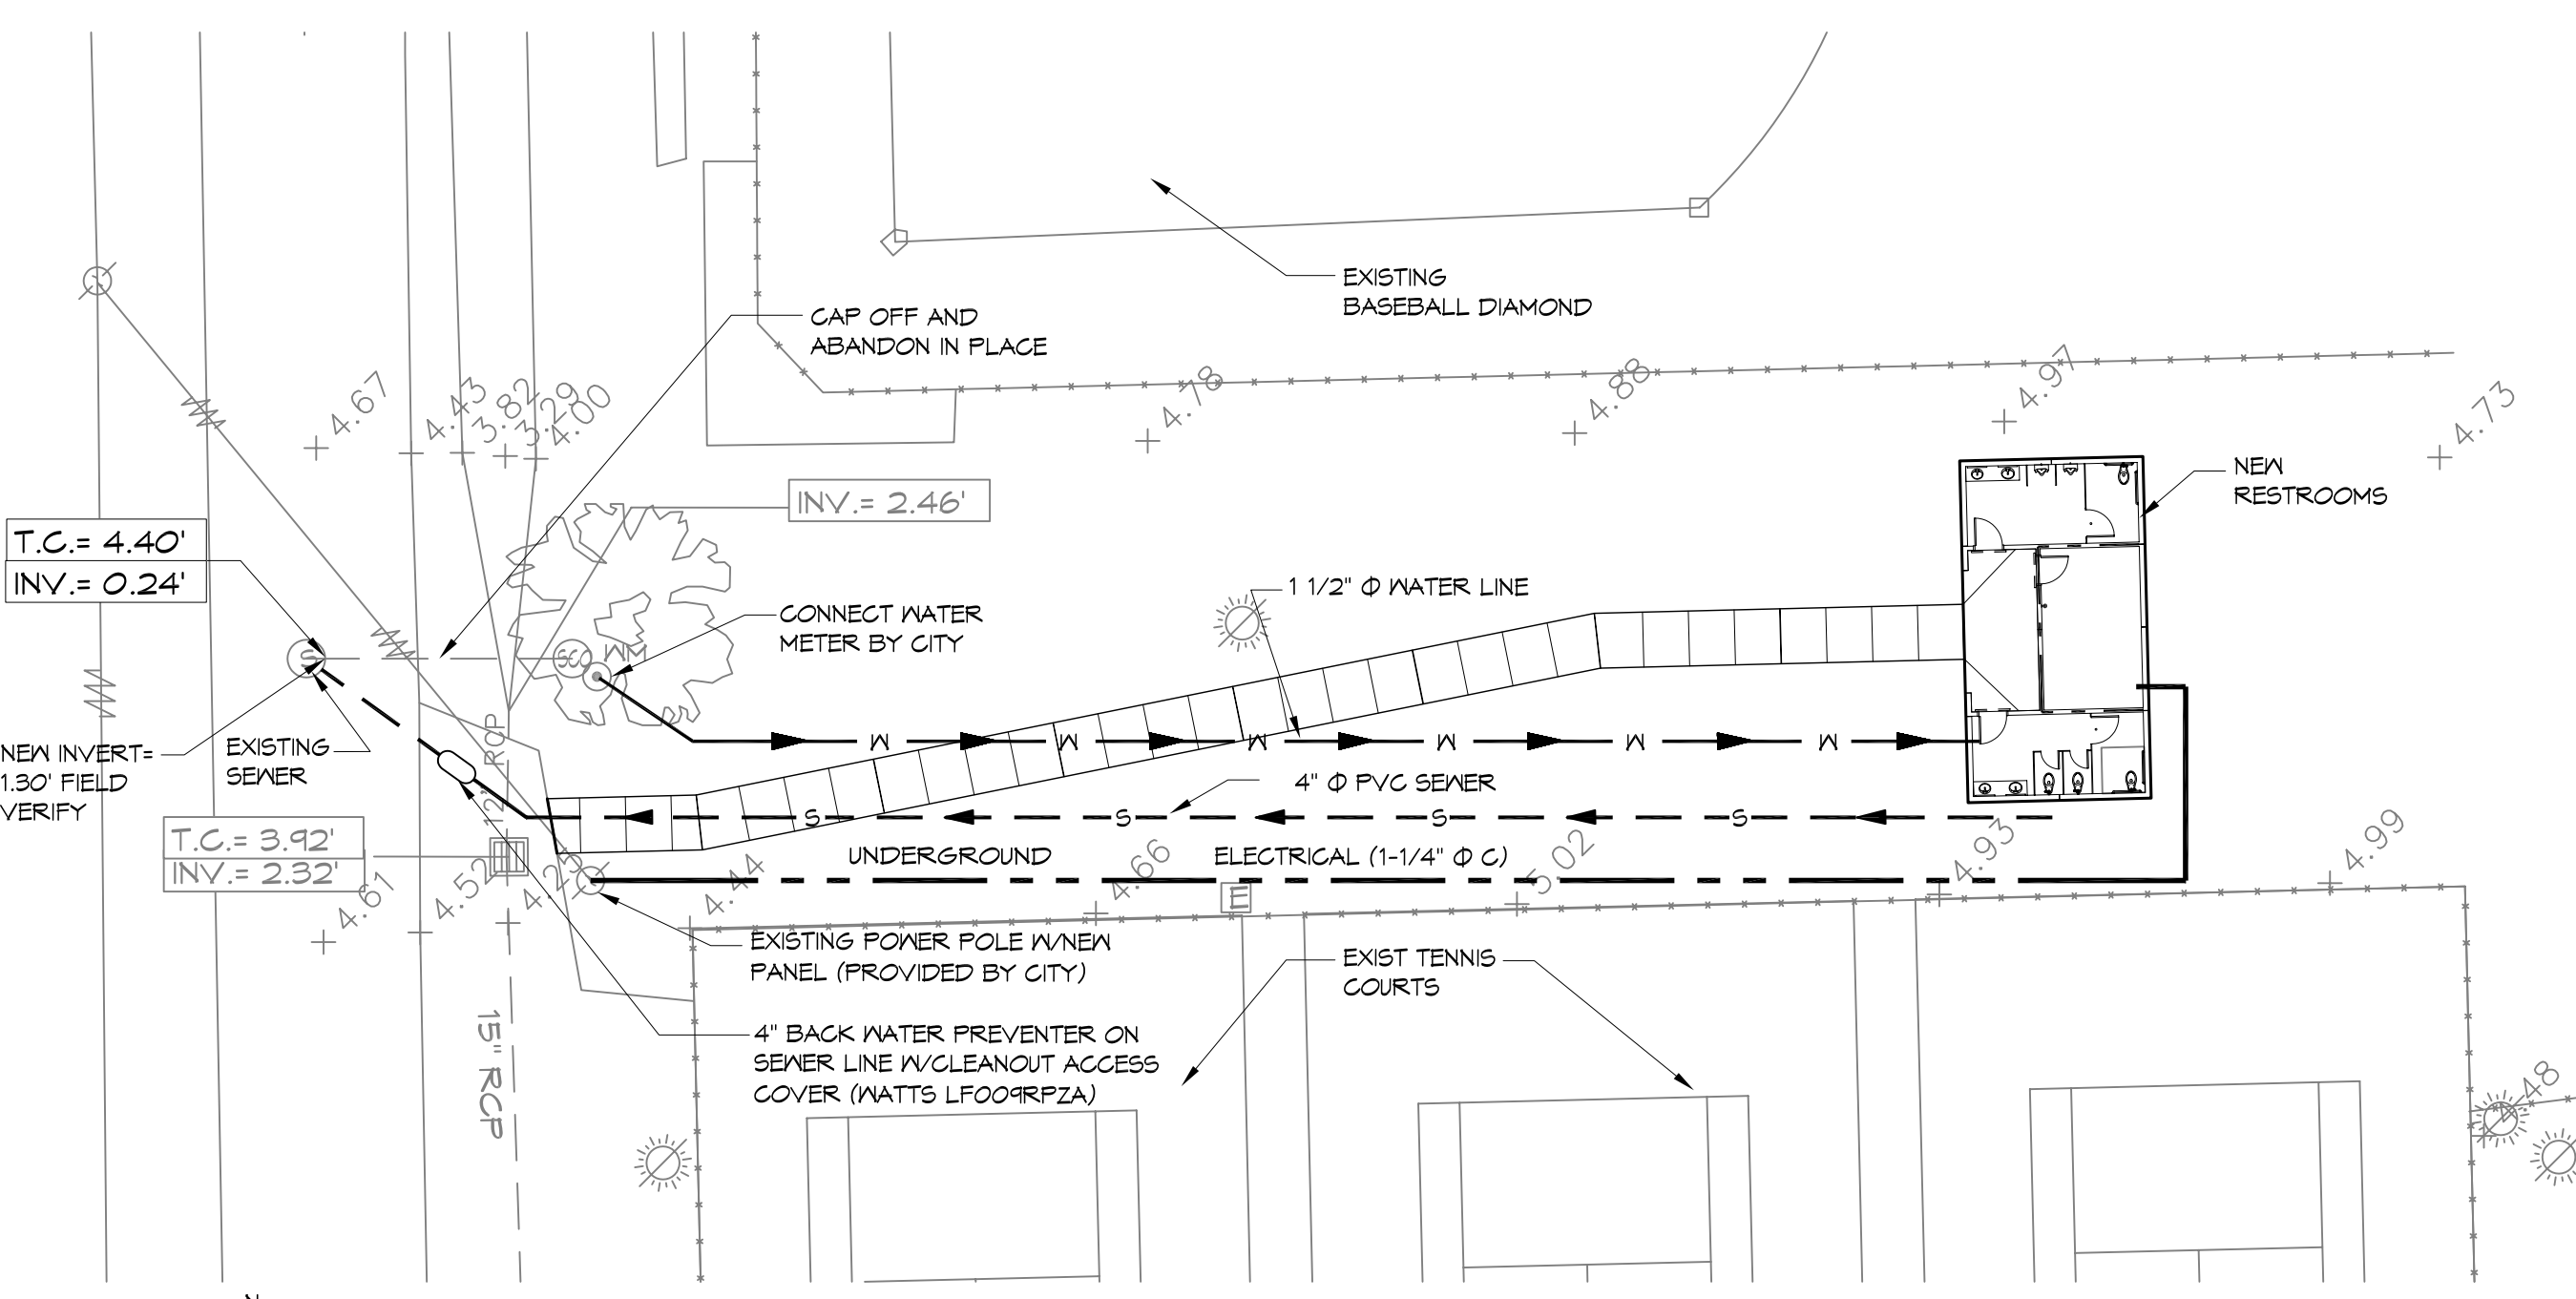 EXISTING
BASEBALL DIAMOND
CAP OFF AND
ABANDON IN PLACE
4.67
4.43
3.82
3.29
4.00
4.78
4.88
4.97
4.73
INV.= 2.46'
NEW
RESTROOMS
T.C.= 4.40'
INV.= 0.24'
1 1/2" Φ WATER LINE
CONNECT WATER
METER BY CITY
S
SCO
WM
NEW INVERT=
1.30' FIELD
VERIFY
EXISTING
SEWER
12" RCP
W W W W W W
4" Φ PVC SEWER
S S S S
T.C.= 3.92'
INV.= 2.32'
UNDERGROUND ELECTRICAL (1-1/4" Φ C)
4.61
4.52
4.44
4.66
E
5.02
4.93
4.99
EXISTING POWER POLE W/NEW
PANEL (PROVIDED BY CITY)
EXIST TENNIS
COURTS
15" RCP
4" BACK WATER PREVENTER ON
SEWER LINE W/CLEANOUT ACCESS
COVER (WATTS LF009RPZA)